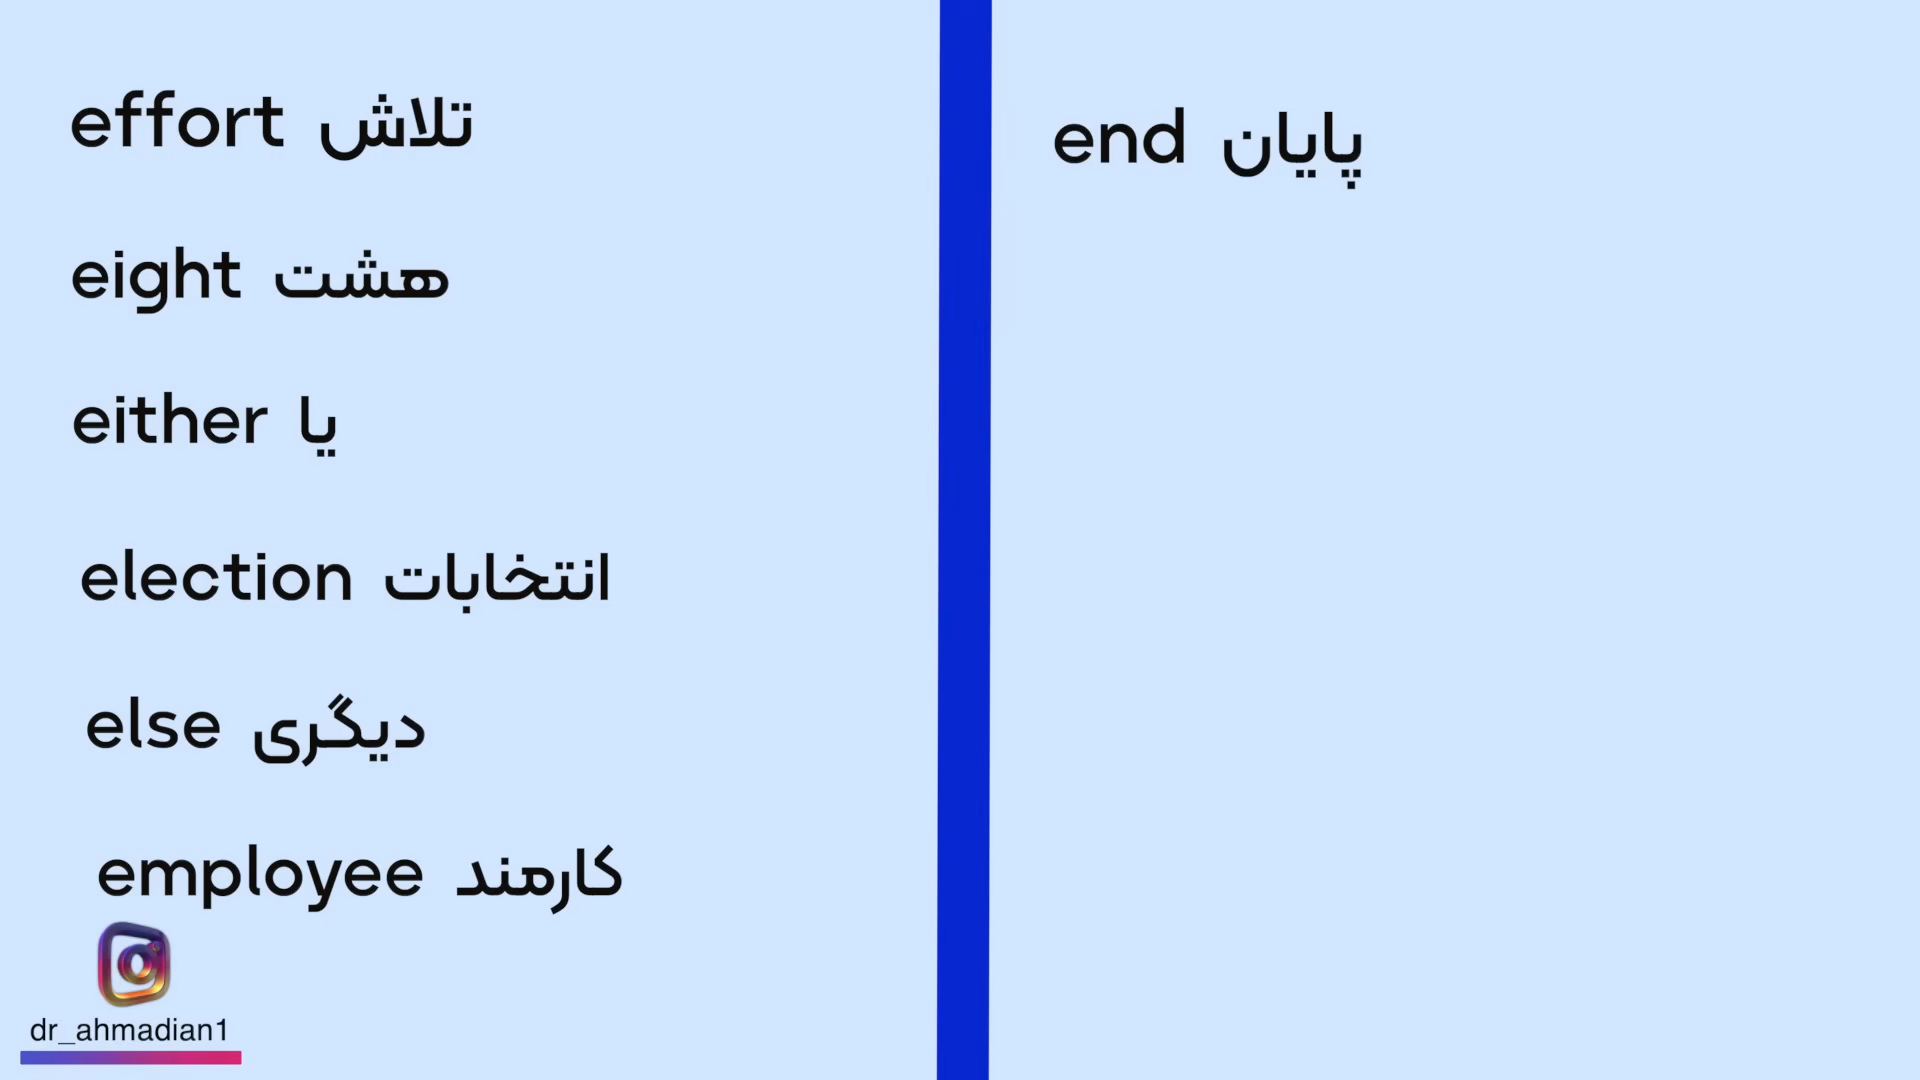 effort تلاش
eight هشت
either یا
election انتخابات
else دیگری
employee کارمند
dr_ahmadian1
end پایان